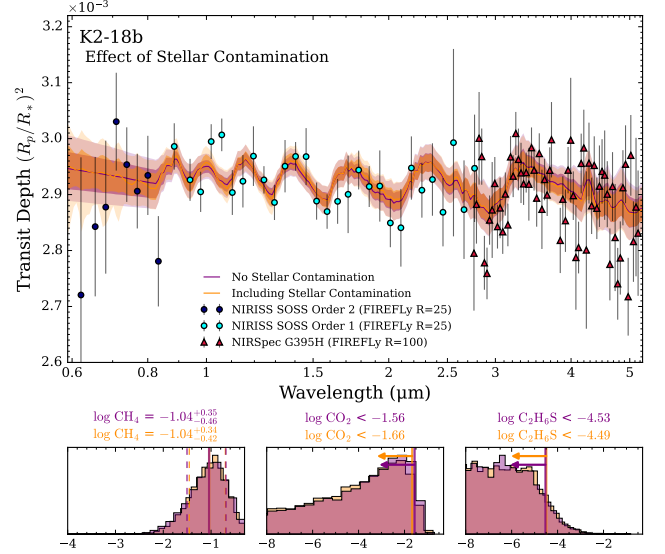 ×10⁻³
K2-18b
Effect of Stellar Contamination
3.2
3.1
3.0
2.9
2.8
2.7
2.6
Transit Depth (R_p/R_*)²
No Stellar Contamination
Including Stellar Contamination
NIRISS SOSS Order 2 (FIREFLy R=25)
NIRISS SOSS Order 1 (FIREFLy R=25)
NIRSpec G395H (FIREFLy R=100)
0.6 0.8 1 2 3 4 5
Wavelength (μm)
log CH₄ = −1.04 +0.35 −0.46
log CH₄ = −1.04 +0.34 −0.42
−4 −3 −2 −1
log CO₂ < −1.56
log CO₂ < −1.66
−8 −6 −4 −2
log C₂H₆S < −4.53
log C₂H₆S < −4.49
−8 −6 −4 −2